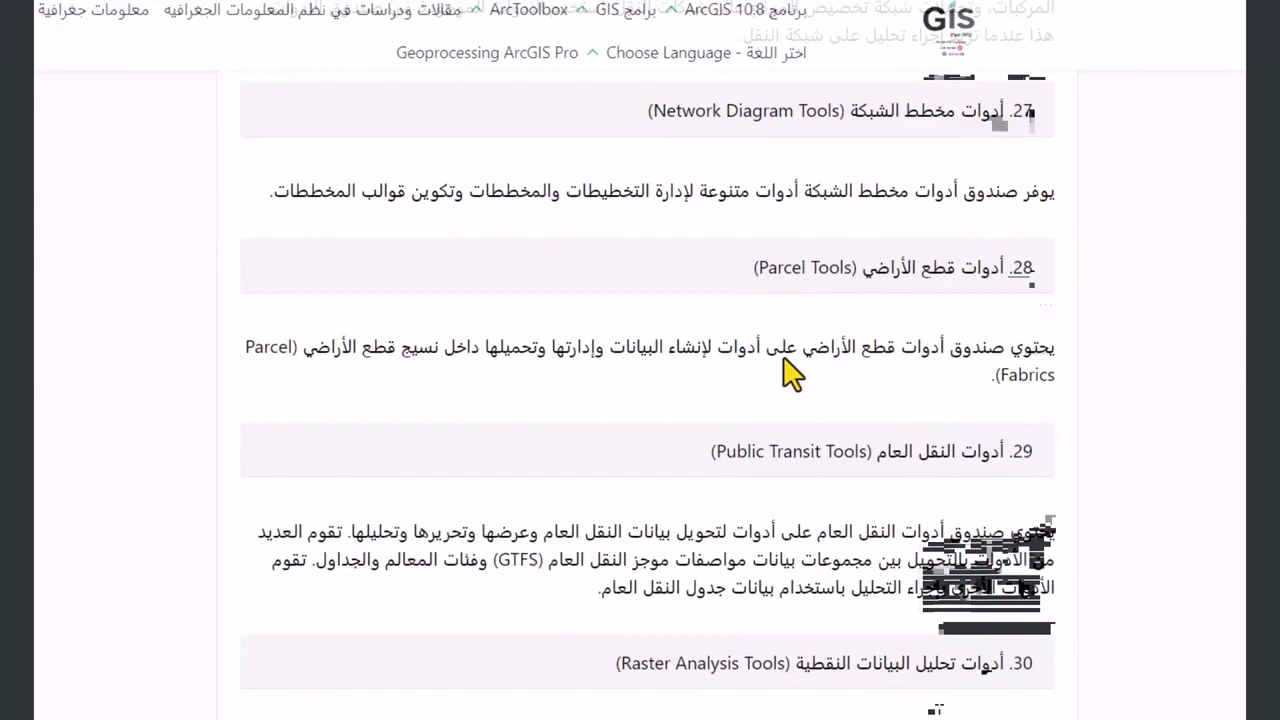 المركبات،
برنامج ArcGIS 10.8 ^ برامج GIS ^ ArcToolbox ^ مقالات ودراسات في نظم المعلومات الجغرافيه معلومات جغرافية
GIS
هذا عندما إجراء تحليل على شبكة النقل.
اختر اللغة - Choose Language ^ Geoprocessing ArcGIS Pro
27. أدوات مخطط الشبكة (Network Diagram Tools)
يوفر صندوق أدوات مخطط الشبكة أدوات متنوعة لإدارة التخطيطات والمخططات وتكوين قوالب المخططات.
28. أدوات قطع الأراضي (Parcel Tools)
يحتوي صندوق أدوات قطع الأراضي على أدوات لإنشاء البيانات وإدارتها وتحميلها داخل نسيج قطع الأراضي (Parcel
Fabrics).
29. أدوات النقل العام (Public Transit Tools)
يحتوي صندوق أدوات النقل العام على أدوات لتحويل بيانات النقل العام وعرضها وتحريرها وتحليلها. تقوم العديد
من الأدوات بالتحويل بين مجموعات بيانات مواصفات موجز النقل العام (GTFS) وفئات المعالم والجداول. تقوم
الأدوات الأخرى بإجراء التحليل باستخدام بيانات جدول النقل العام.
30. أدوات تحليل البيانات النقطية (Raster Analysis Tools)